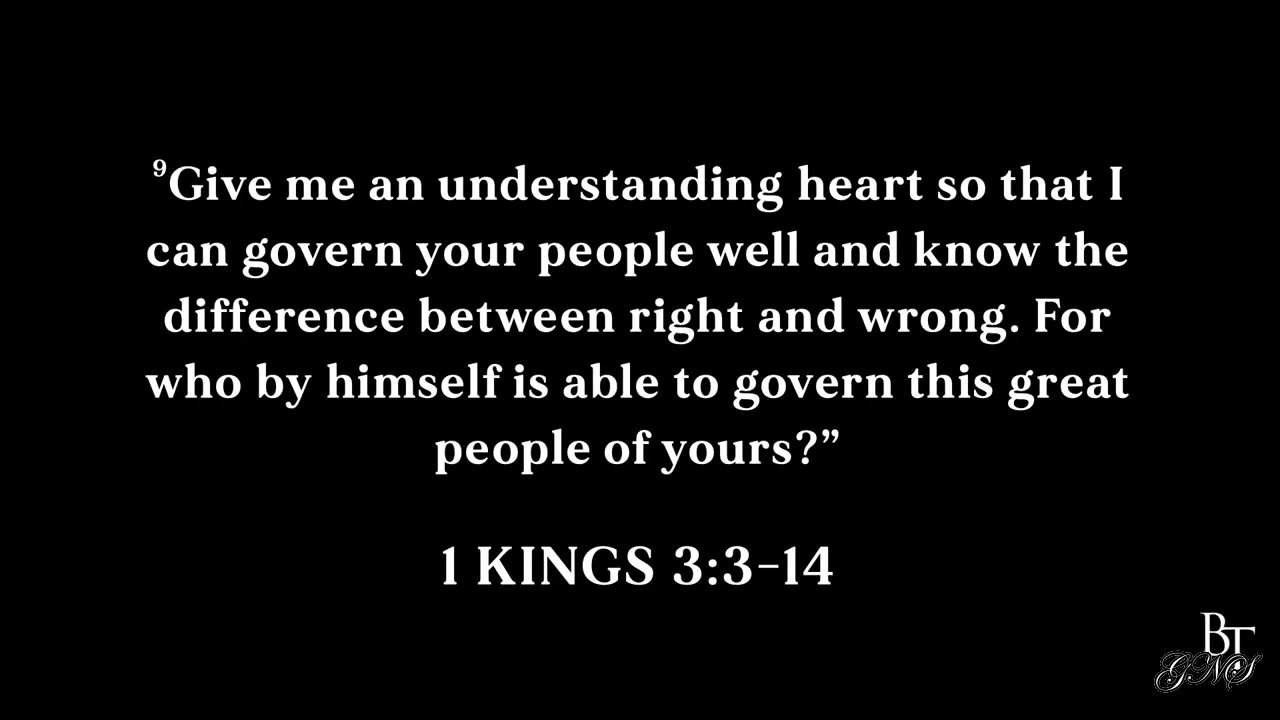 ⁹Give me an understanding heart so that I
can govern your people well and know the
difference between right and wrong. For
who by himself is able to govern this great
people of yours?”
1 KINGS 3:3–14
BT
GNS